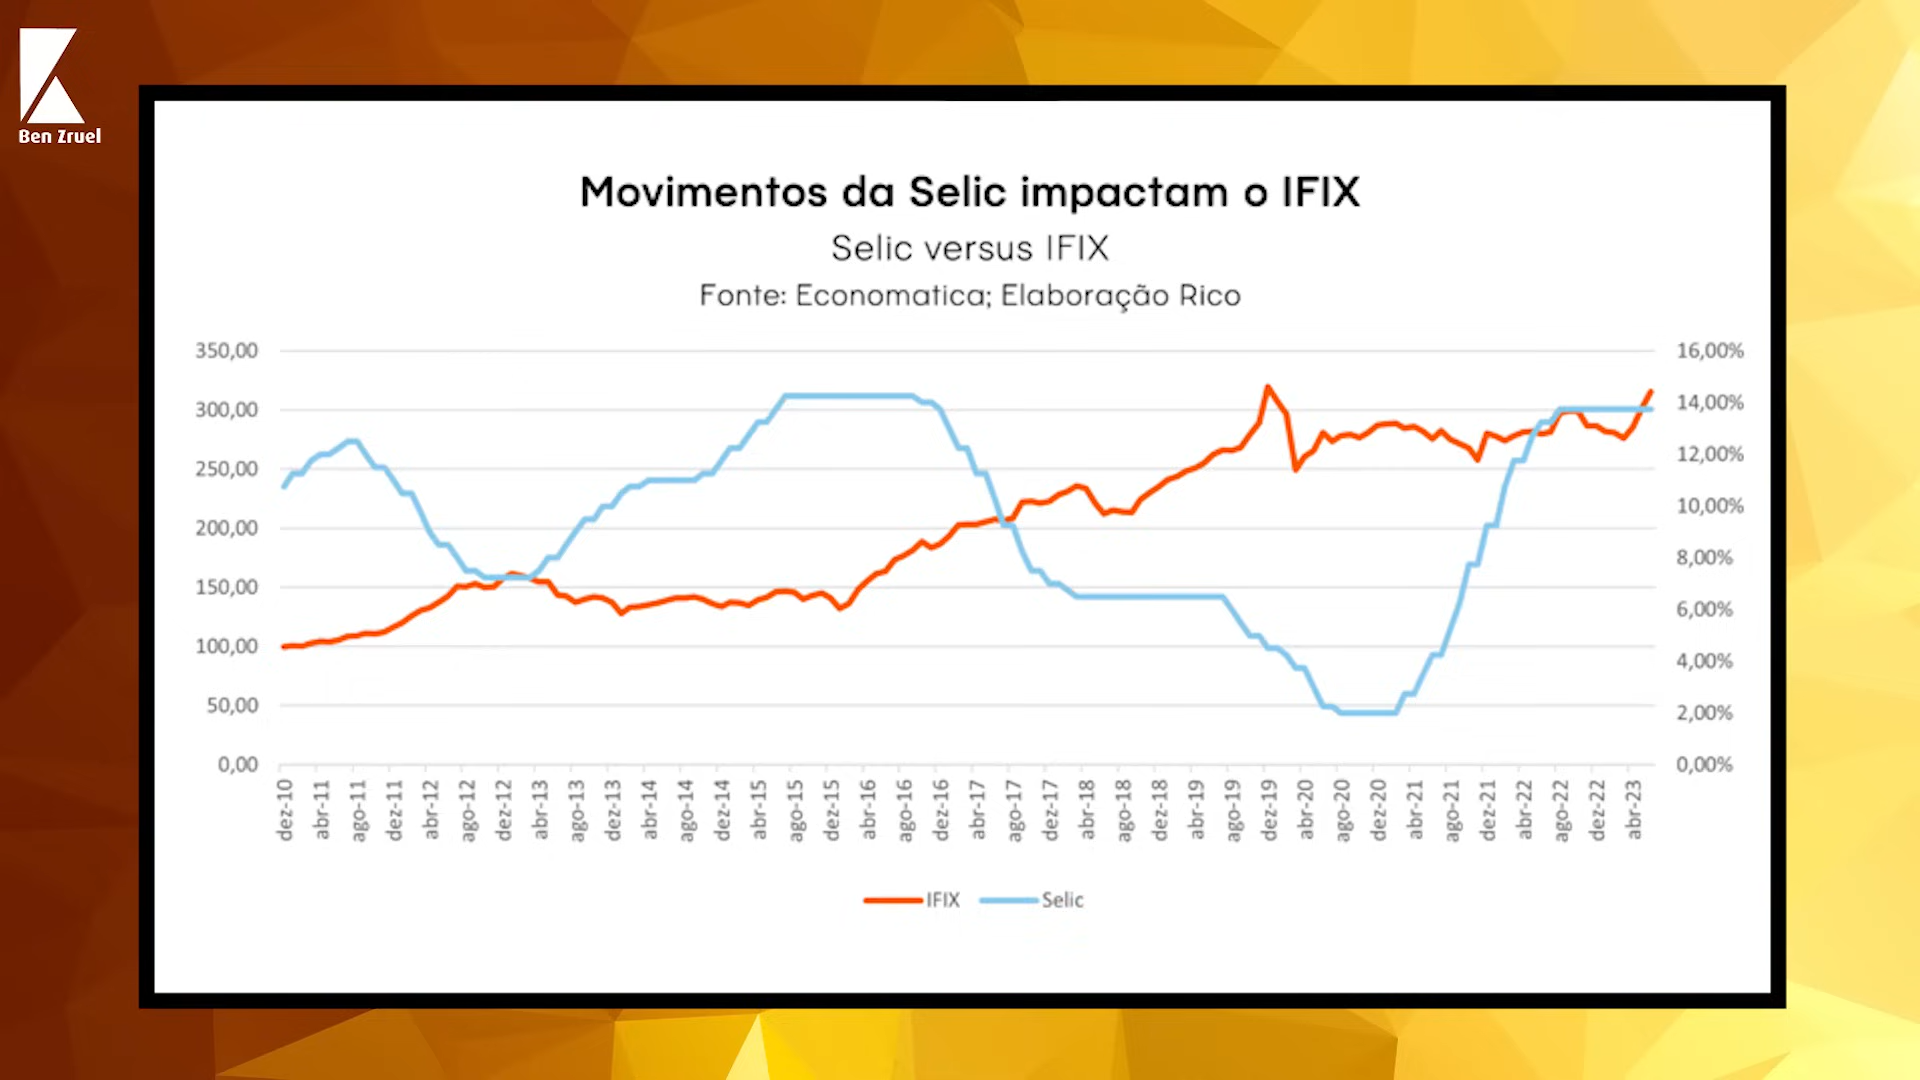 Ben Zruel
Movimentos da Selic impactam o IFIX
Selic versus IFIX
Fonte: Economatica; Elaboração Rico
350,00
300,00
250,00
200,00
150,00
100,00
50,00
0,00
16,00%
14,00%
12,00%
10,00%
8,00%
6,00%
4,00%
2,00%
0,00%
dez-10
abr-11
ago-11
dez-11
abr-12
ago-12
dez-12
abr-13
ago-13
dez-13
abr-14
ago-14
dez-14
abr-15
ago-15
dez-15
abr-16
ago-16
dez-16
abr-17
ago-17
dez-17
abr-18
ago-18
dez-18
abr-19
ago-19
dez-19
abr-20
ago-20
dez-20
abr-21
ago-21
dez-21
abr-22
ago-22
dez-22
abr-23
IFIX
Selic